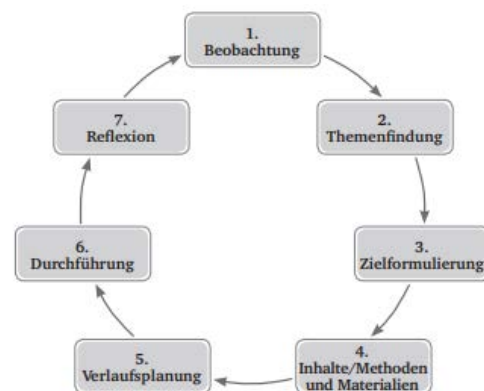 1.
Beobachtung
2.
Themenfindung
3.
Zielformulierung
4.
Inhalte/Methoden
und Materialien
5.
Verlaufsplanung
6.
Durchführung
7.
Reflexion